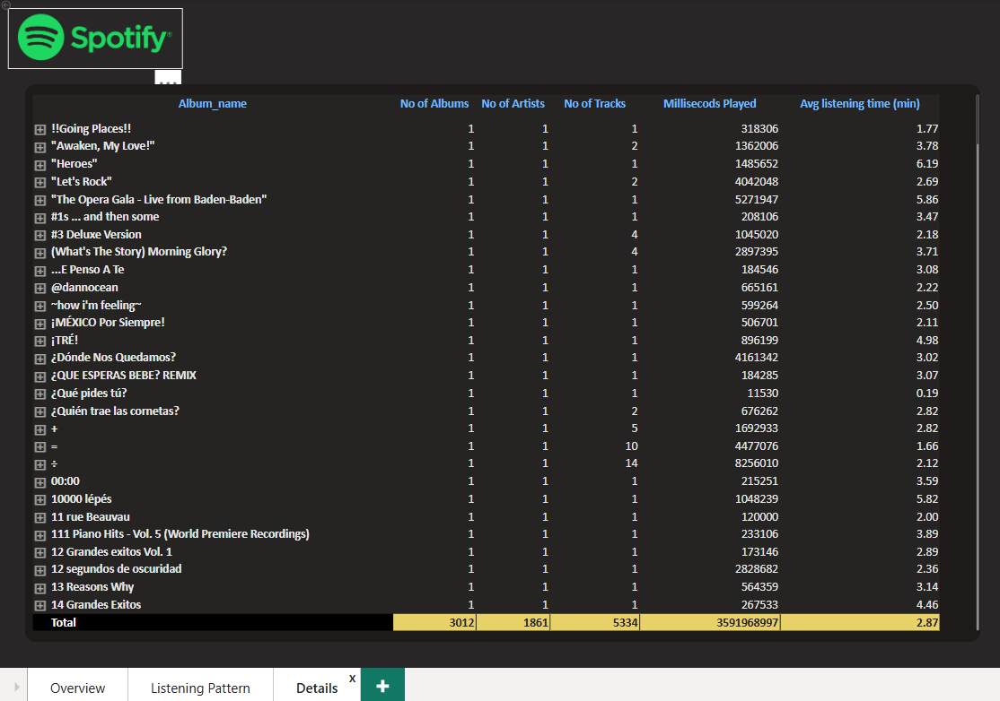 Spotify®
...
Album_name No of Albums No of Artists No of Tracks Millisecods Played Avg listening time (min)
!!Going Places!! 1 1 1 318306 1.77
"Awaken, My Love!" 1 1 2 1362006 3.78
"Heroes" 1 1 1 1485652 6.19
"Let's Rock" 1 1 2 4042048 2.69
"The Opera Gala - Live from Baden-Baden" 1 1 1 5271947 5.86
#1s ... and then some 1 1 1 208106 3.47
#3 Deluxe Version 1 1 4 1045020 2.18
(What's The Story) Morning Glory? 1 1 4 2897395 3.71
...E Penso A Te 1 1 1 184546 3.08
@dannocean 1 1 1 665161 2.22
~how i'm feeling~ 1 1 1 599264 2.50
¡MÉXICO Por Siempre! 1 1 1 506701 2.11
¡TRÉ! 1 1 1 896199 4.98
¿Dónde Nos Quedamos? 1 1 1 4161342 3.02
¿QUE ESPERAS BEBE? REMIX 1 1 1 184285 3.07
¿Qué pides tú? 1 1 1 11530 0.19
¿Quién trae las cornetas? 1 1 2 676262 2.82
+ 1 1 5 1692933 2.82
= 1 1 10 4477076 1.66
÷ 1 1 14 8256010 2.12
00:00 1 1 1 215251 3.59
10000 lépés 1 1 1 1048239 5.82
11 rue Beauvau 1 1 1 120000 2.00
111 Piano Hits - Vol. 5 (World Premiere Recordings) 1 1 1 233106 3.89
12 Grandes exitos Vol. 1 1 1 1 173146 2.89
12 segundos de oscuridad 1 1 1 2828682 2.36
13 Reasons Why 1 1 1 564359 3.14
14 Grandes Exitos 1 1 1 267533 4.46
Total 3012 1861 5334 3591968997 2.87
Overview Listening Pattern Details x +